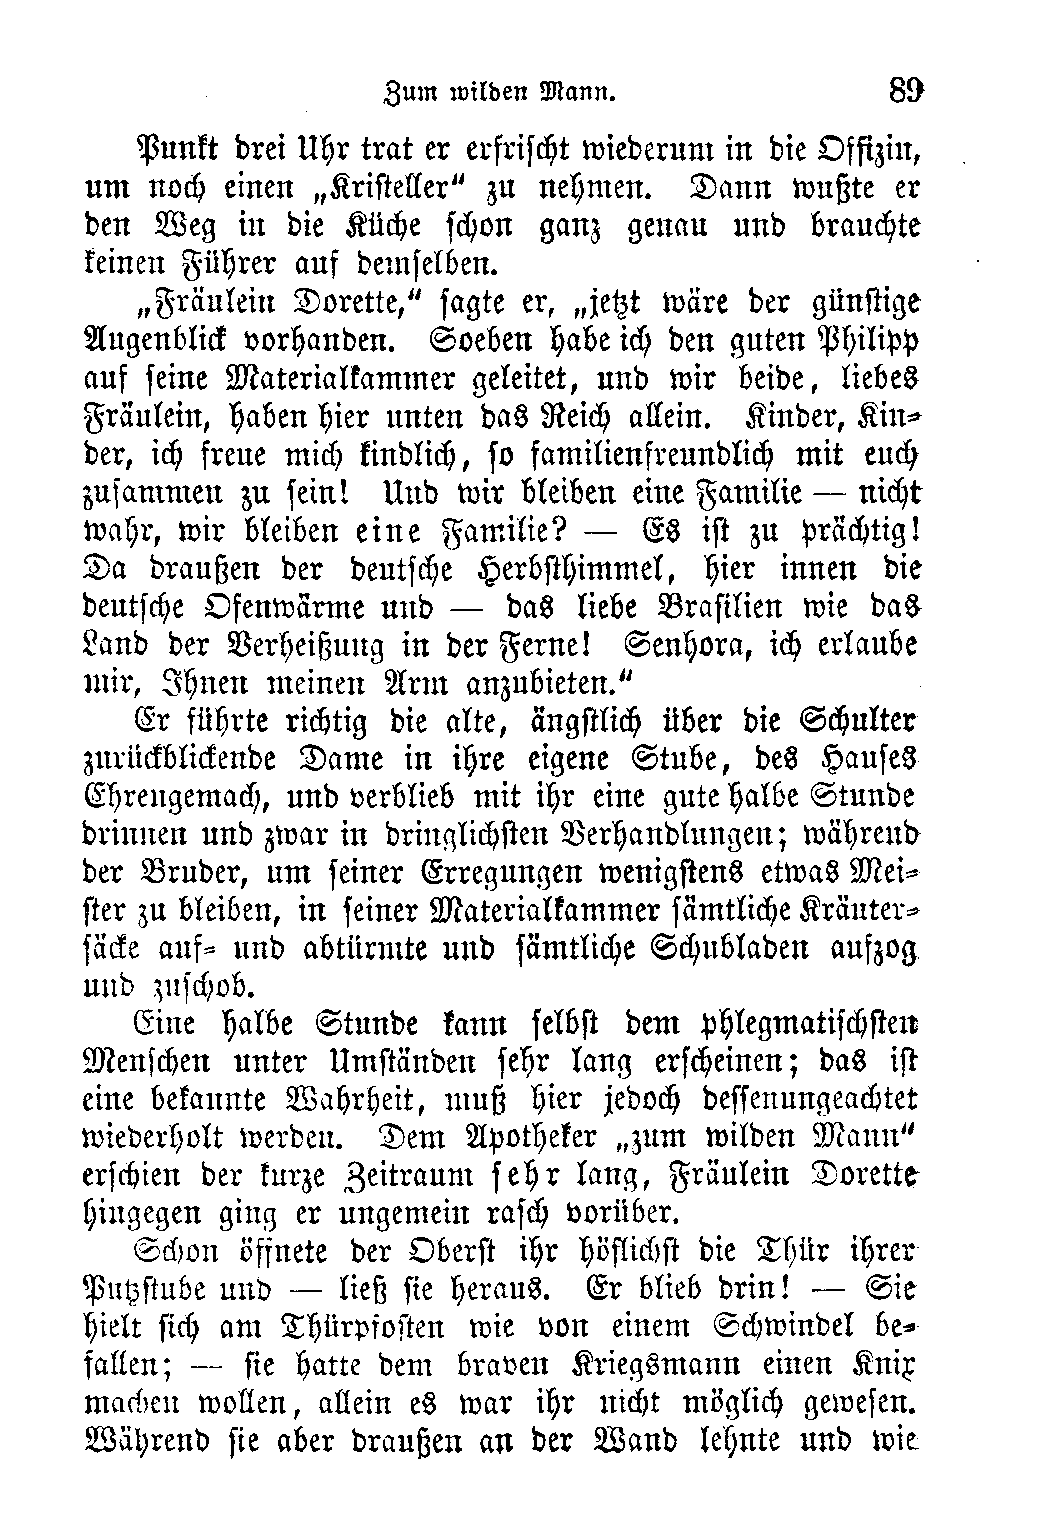 Zum wilden Mann. 89
Punkt drei Uhr trat er erfrischt wiederum in die Offizin,
um noch einen „Kristeller“ zu nehmen. Dann wußte er
den Weg in die Küche schon ganz genau und brauchte
keinen Führer auf demselben.
„Fräulein Dorette,“ sagte er, „jetzt wäre der günstige
Augenblick vorhanden. Soeben habe ich den guten Philipp
auf seine Materialkammer geleitet, und wir beide, liebes
Fräulein, haben hier unten das Reich allein. Kinder, Kin-
der, ich freue mich kindlich, so familienfreundlich mit euch
zusammen zu sein! Und wir bleiben eine Familie — nicht
wahr, wir bleiben eine Familie? — Es ist zu prächtig!
Da draußen der deutsche Herbsthimmel, hier innen die
deutsche Ofenwärme und — das liebe Brasilien wie das
Land der Verheißung in der Ferne! Senhora, ich erlaube
mir, Ihnen meinen Arm anzubieten.“
Er führte richtig die alte, ängstlich über die Schulter
zurückblickende Dame in ihre eigene Stube, des Hauses
Ehrengemach, und verblieb mit ihr eine gute halbe Stunde
drinnen und zwar in dringlichsten Verhandlungen; während
der Bruder, um seiner Erregungen wenigstens etwas Mei-
ster zu bleiben, in seiner Materialkammer sämtliche Kräuter-
säcke auf- und abtürmte und sämtliche Schubladen aufzog
und zuschob.
Eine halbe Stunde kann selbst dem phlegmatischsten
Menschen unter Umständen sehr lang erscheinen; das ist
eine bekannte Wahrheit, muß hier jedoch dessenungeachtet
wiederholt werden. Dem Apotheker „zum wilden Mann“
erschien der kurze Zeitraum sehr lang, Fräulein Dorette
hingegen ging er ungemein rasch vorüber.
Schon öffnete der Oberst ihr höflichst die Thür ihrer
Putzstube und — ließ sie heraus. Er blieb drin! — Sie
hielt sich am Thürpfosten wie von einem Schwindel be-
fallen; — sie hatte dem braven Kriegsmann einen Knix
machen wollen, allein es war ihr nicht möglich gewesen.
Während sie aber draußen an der Wand lehnte und wie